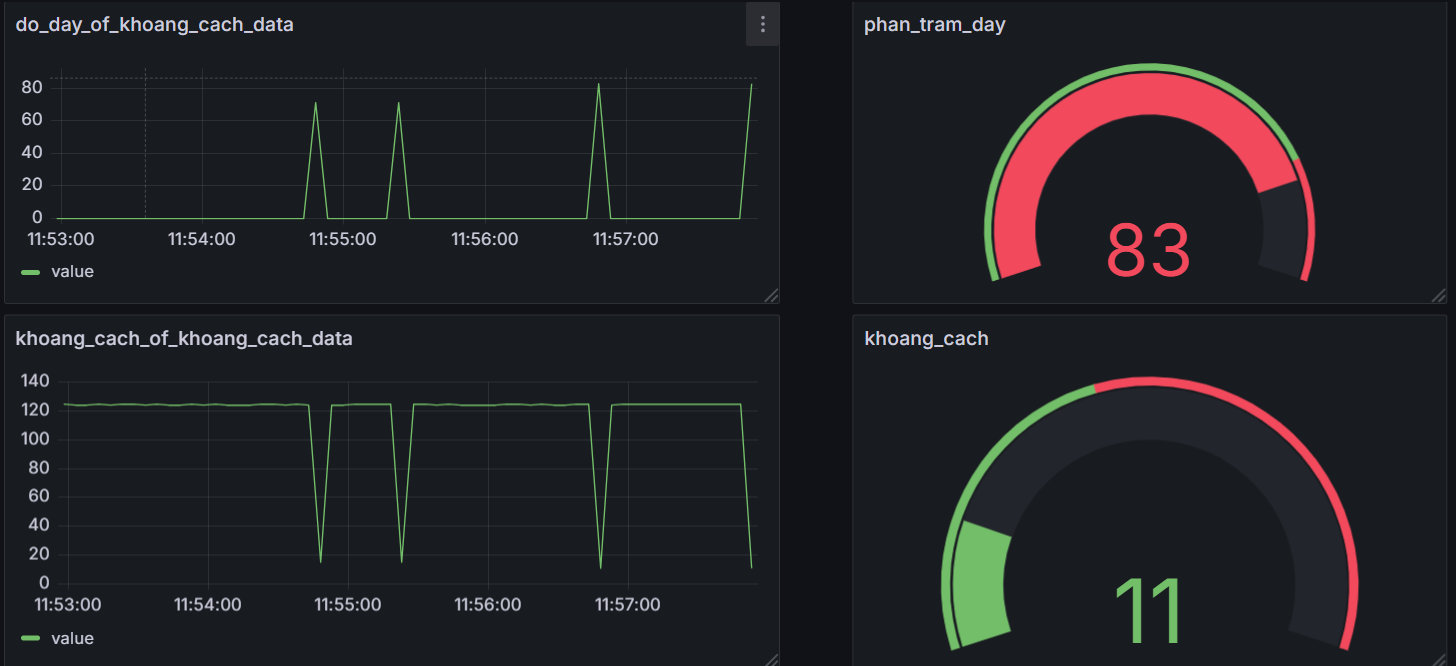 do_day_of_khoang_cach_data
80
60
40
20
0
11:53:00 11:54:00 11:55:00 11:56:00 11:57:00
value
phan_tram_day
83
khoang_cach_of_khoang_cach_data
140
120
100
80
60
40
20
0
11:53:00 11:54:00 11:55:00 11:56:00 11:57:00
value
khoang_cach
11